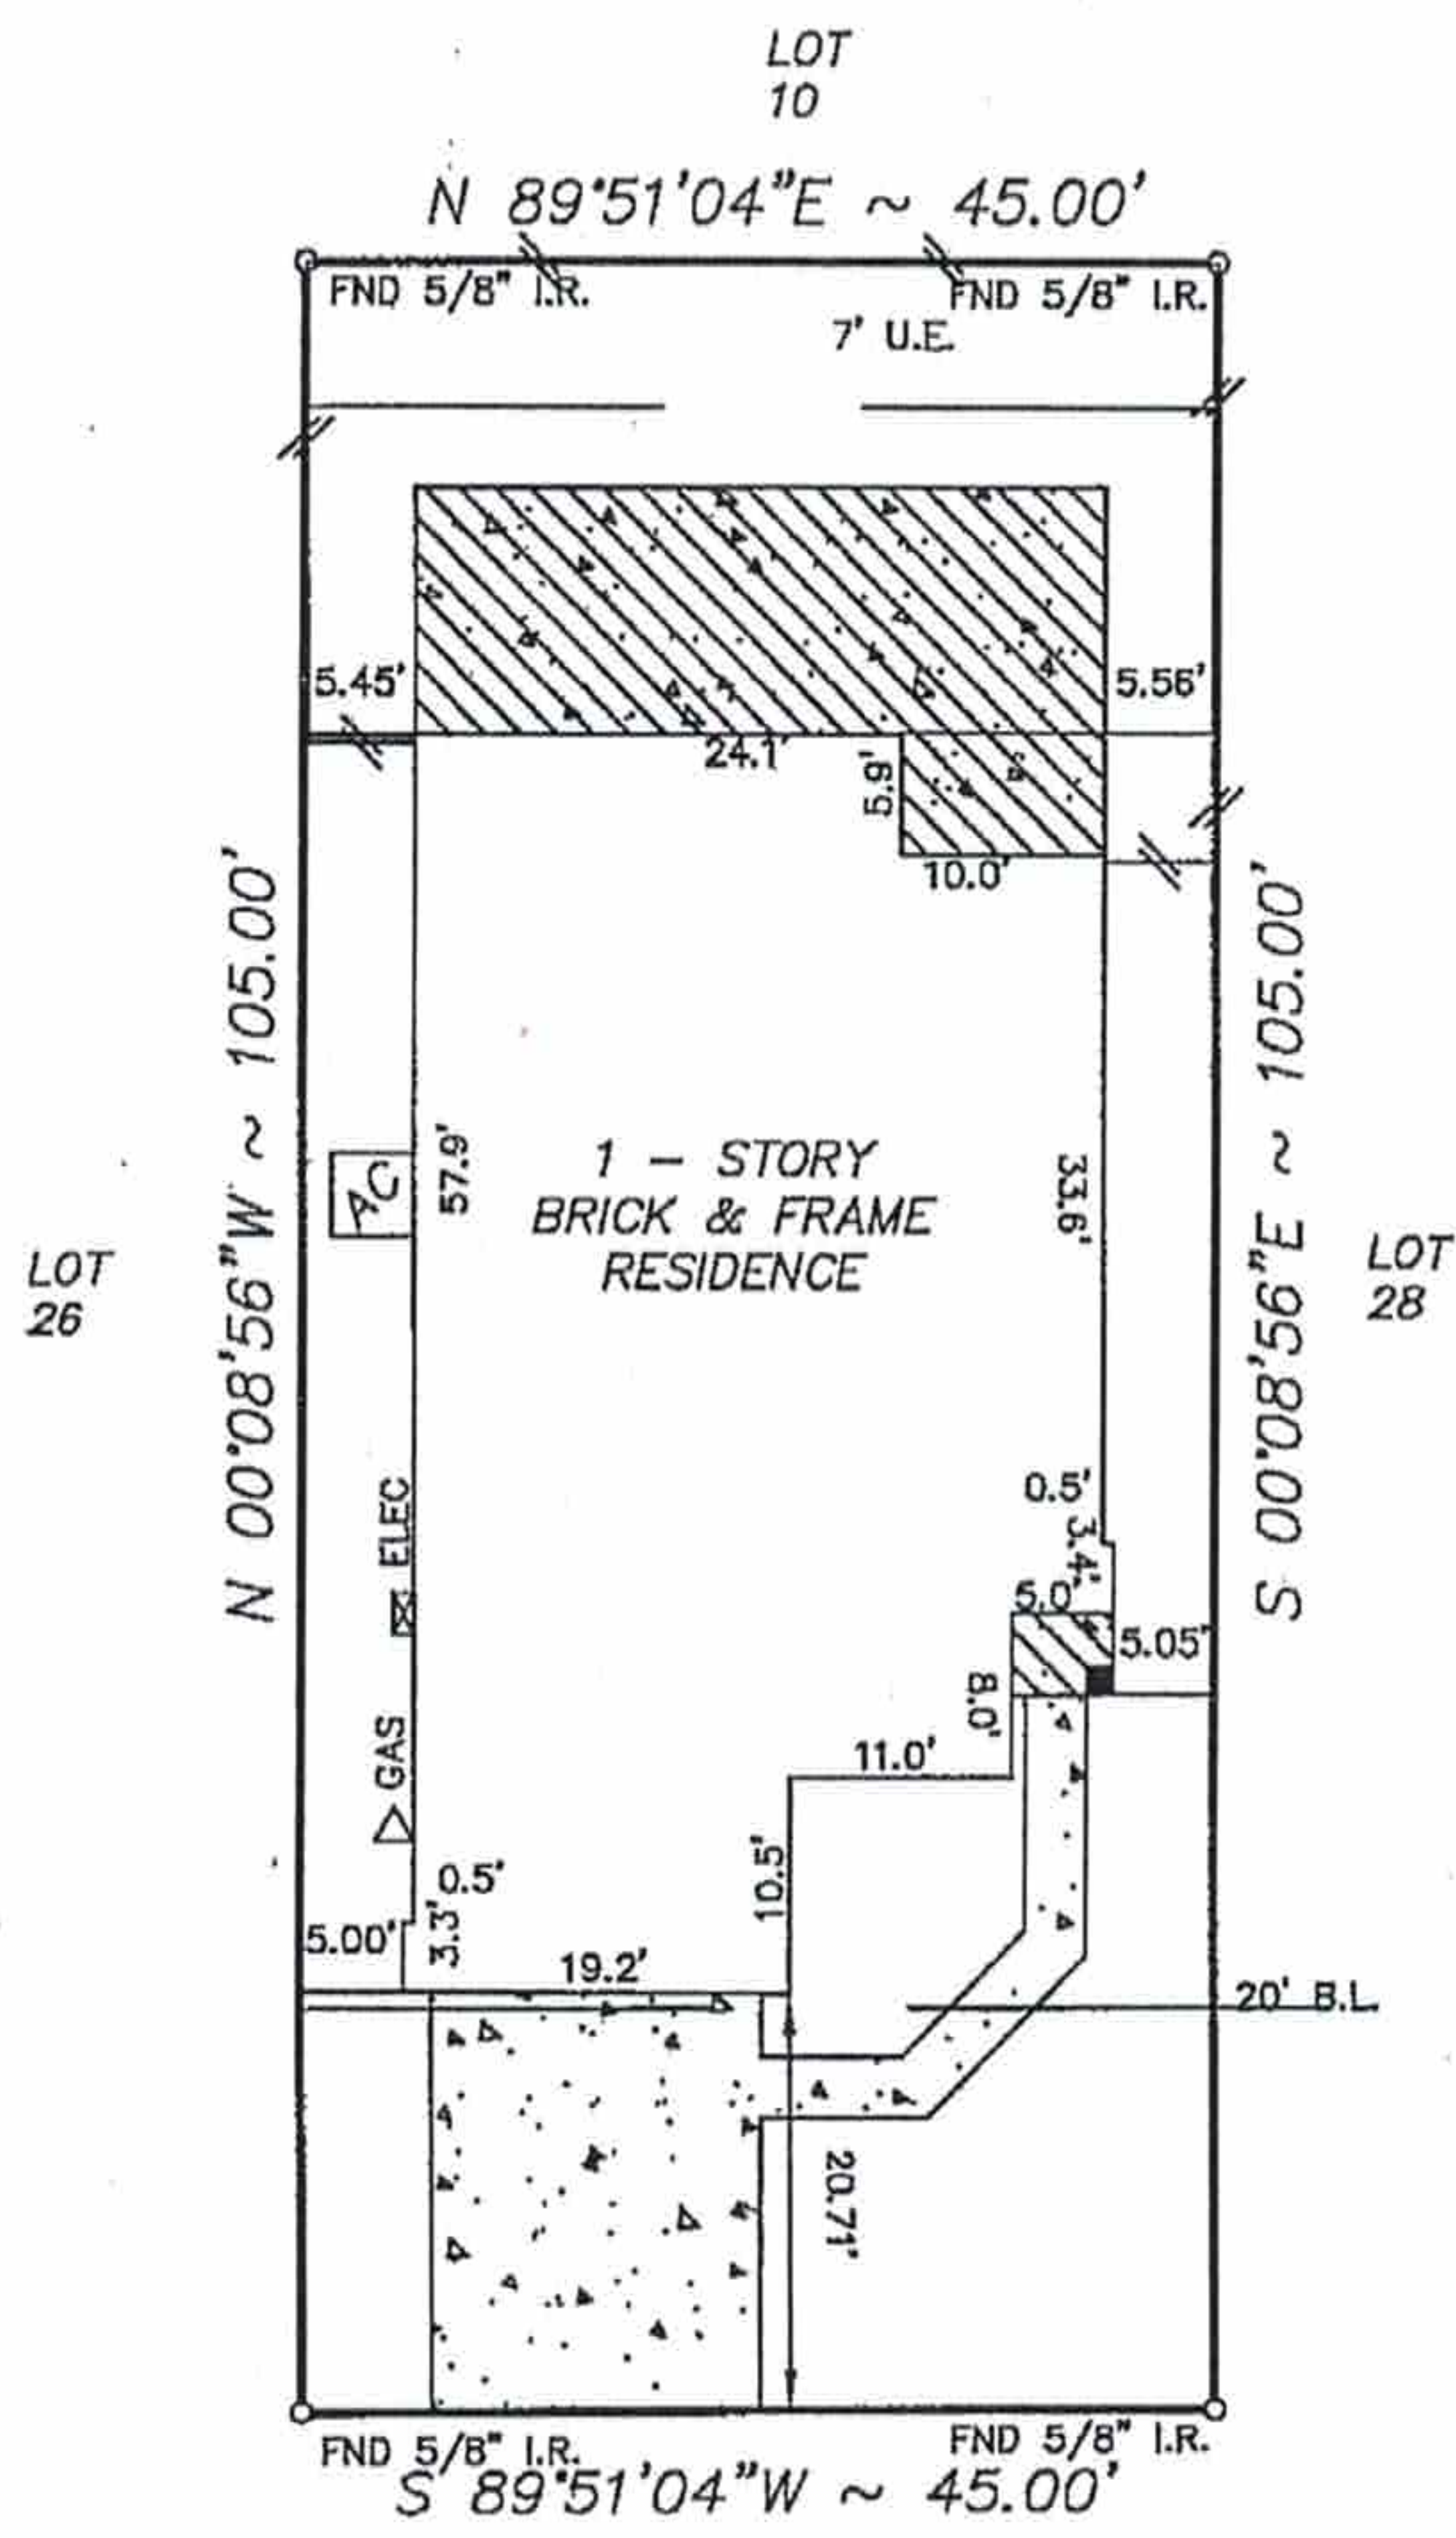 LOT
10
N 89°51'04"E ~ 45.00'
FND 5/8" I.R.
FND 5/8" I.R.
7' U.E.
5.45'
5.56'
24.1'
5.9'
10.0'
N 00°08'56"W ~ 105.00'
S 00°08'56"E ~ 105.00'
57.9'
1 - STORY
BRICK & FRAME
RESIDENCE
33.6'
AC
LOT
26
LOT
28
ELEC
0.5'
3.4'
5.0'
5.05'
8.0'
GAS
11.0'
10.5'
0.5'
3.3'
5.00'
19.2'
20' B.L.
20.71'
FND 5/8" I.R.
FND 5/8" I.R.
S 89°51'04"W ~ 45.00'